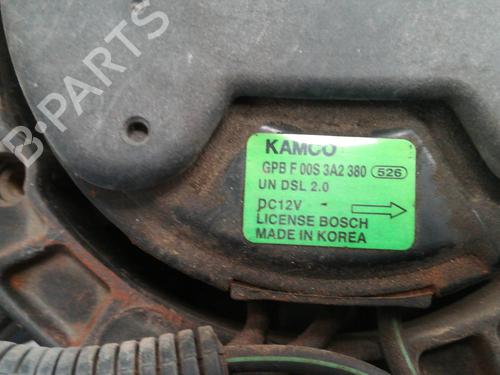 B-PARTS
KAMCO
GPB F 00S 3A2 380 526
UN DSL 2.0
DC12V
LICENSE BOSCH
MADE IN KOREA